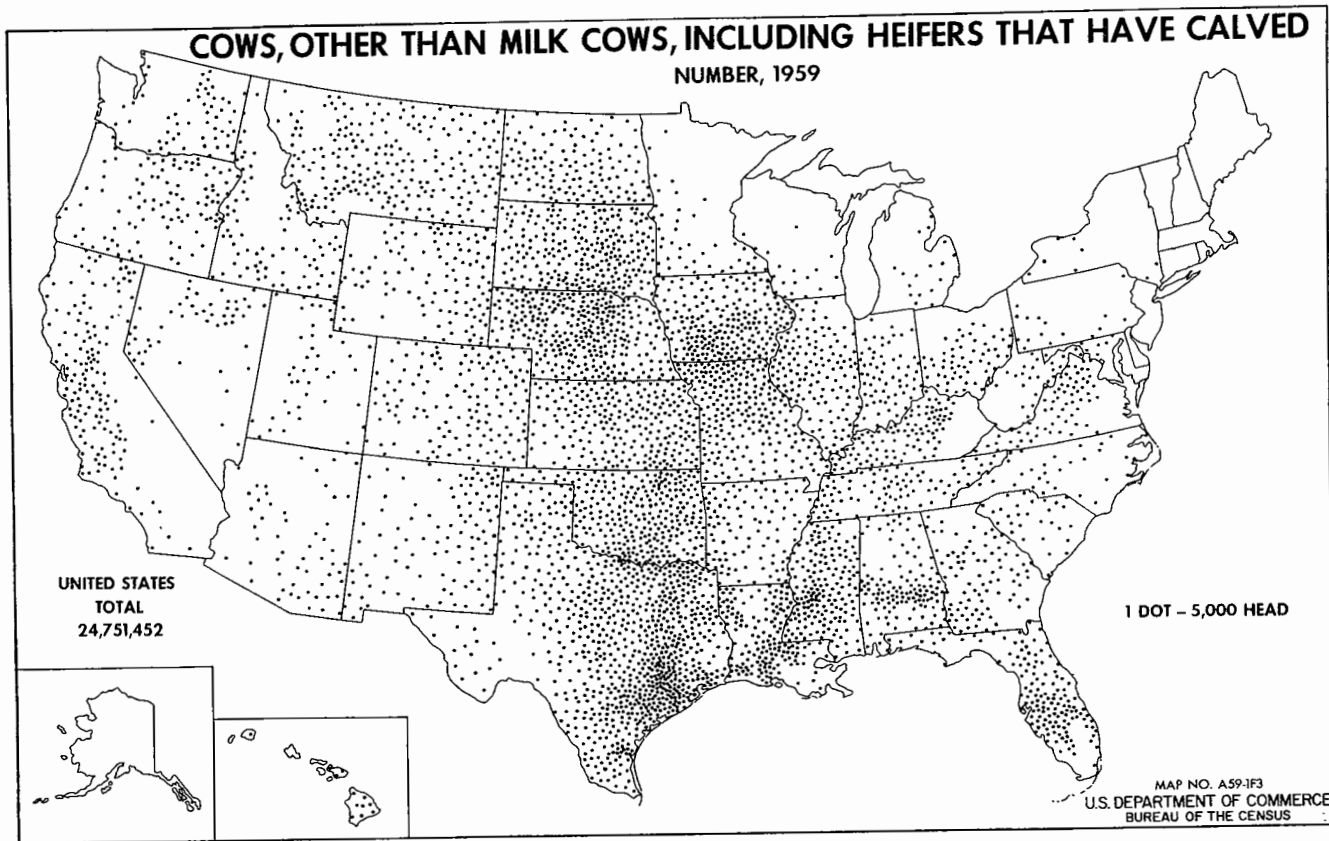 COWS, OTHER THAN MILK COWS, INCLUDING HEIFERS THAT HAVE CALVED
NUMBER, 1959
UNITED STATES
TOTAL
24,751,452
1 DOT – 5,000 HEAD
MAP NO. A59-1F3
U.S. DEPARTMENT OF COMMERCE
BUREAU OF THE CENSUS